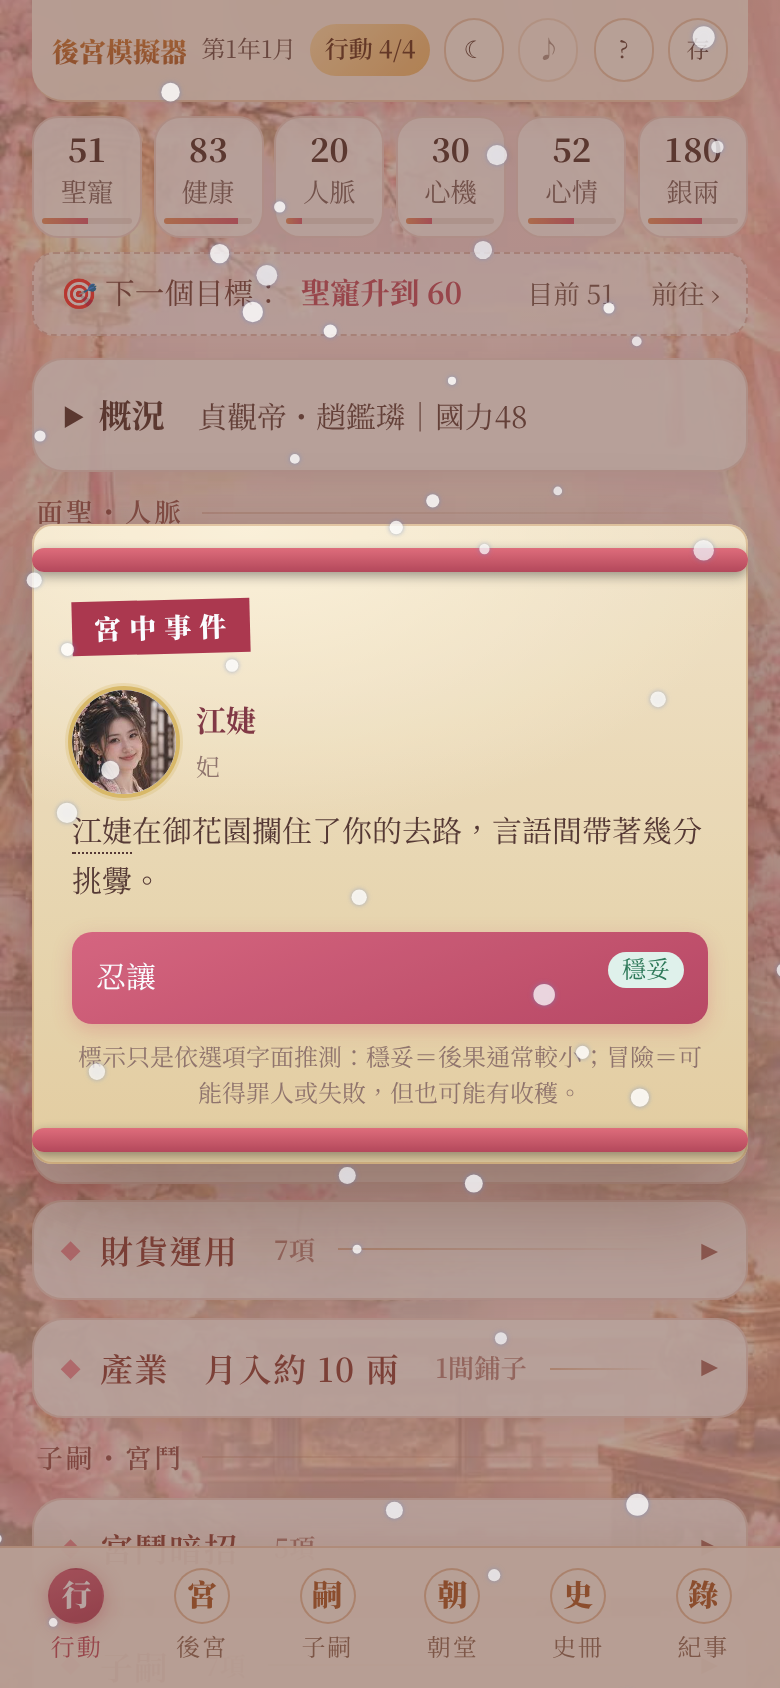 後宮模擬器 第1年1月 行動 4/4 ☾ ♪ ? 存
51 83 20 30 52 180
聖寵 健康 人脈 心機 心情 銀兩
🎯 下一個目標： 聖寵升到 60 目前 51 前往 ›
▶ 概況 貞觀帝・趙鑑璘｜國力48
面聖・人脈
宮中事件
江婕
妃
江婕在御花園攔住了你的去路，言語間帶著幾分
挑釁。
忍讓 穩妥
標示只是依選項字面推測：穩妥＝後果通常較小；冒險＝可
能得罪人或失敗，但也可能有收穫。
◆ 財貨運用 7項 ▶
◆ 產業 月入約 10 兩 1間鋪子 ▶
子嗣・宮鬥
◆ 宮鬥暗招 5項 ▶
行 宮 嗣 朝 史 錄
行動 後宮 子嗣 朝堂 史冊 紀事